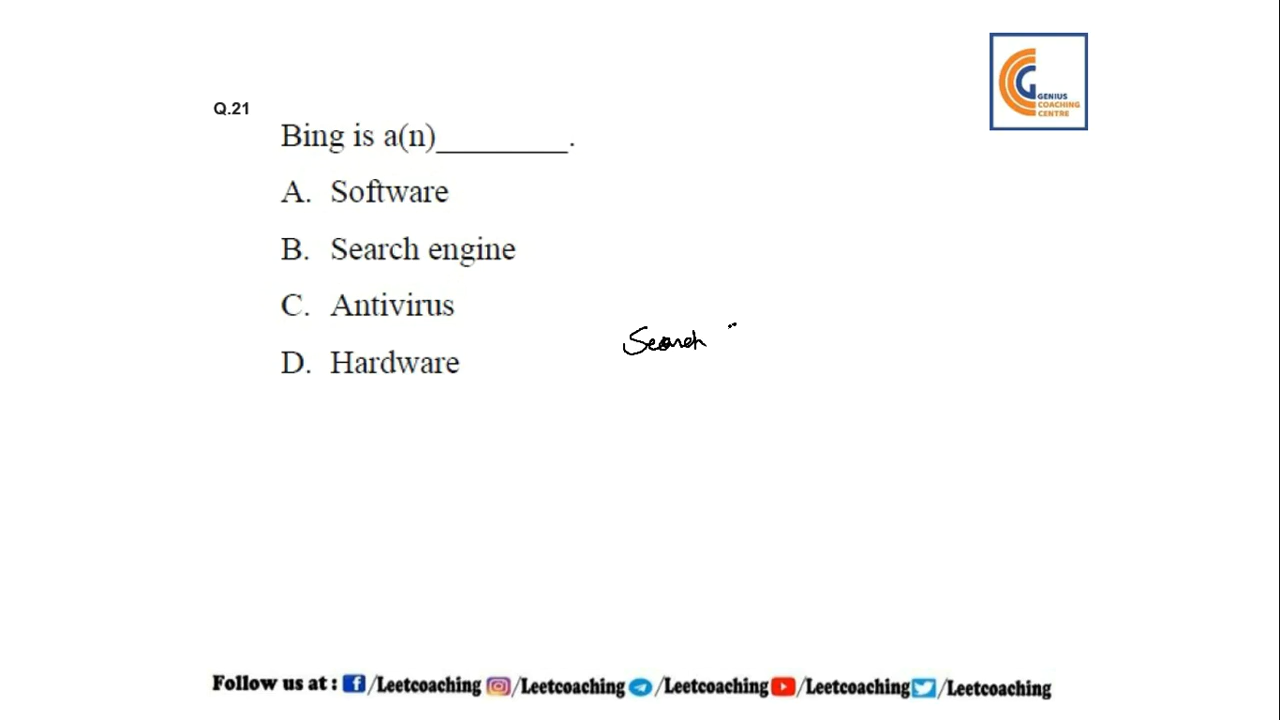 GENIUS
COACHING
CENTRE
Q.21
Bing is a(n)________.
A. Software
B. Search engine
C. Antivirus
Search
D. Hardware
Follow us at : /Leetcoaching /Leetcoaching /Leetcoaching /Leetcoaching /Leetcoaching